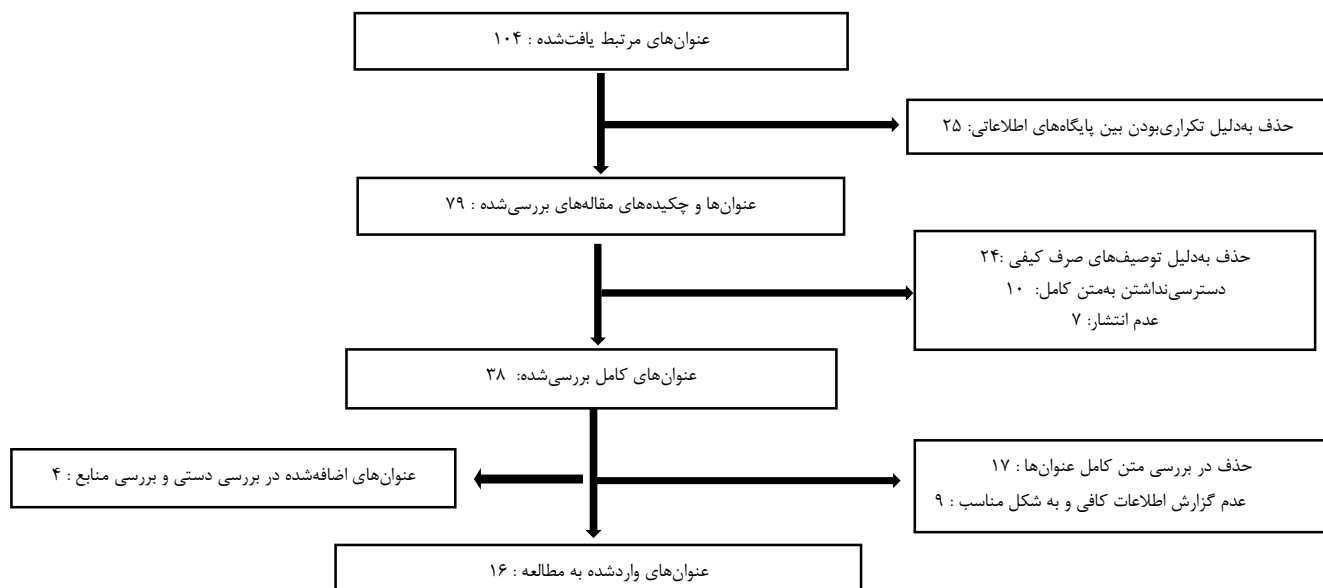 عنوان‌های مرتبط یافت‌شده : ۱۰۴
حذف به‌دلیل تکراری‌بودن بین پایگاه‌های اطلاعاتی: ۲۵
عنوان‌ها و چکیده‌های مقاله‌های بررسی‌شده : ۷۹
حذف به‌دلیل توصیف‌های صرف کیفی :۲۴
دسترسی‌نداشتن به‌متن کامل: ۱۰
عدم انتشار: ۷
عنوان‌های کامل بررسی‌شده: ۳۸
حذف در بررسی متن کامل عنوان‌ها : ۱۷
عدم گزارش اطلاعات کافی و به شکل مناسب : ۹
عنوان‌های اضافه‌شده در بررسی دستی و بررسی منابع : ۴
عنوان‌های واردشده به مطالعه : ۱۶